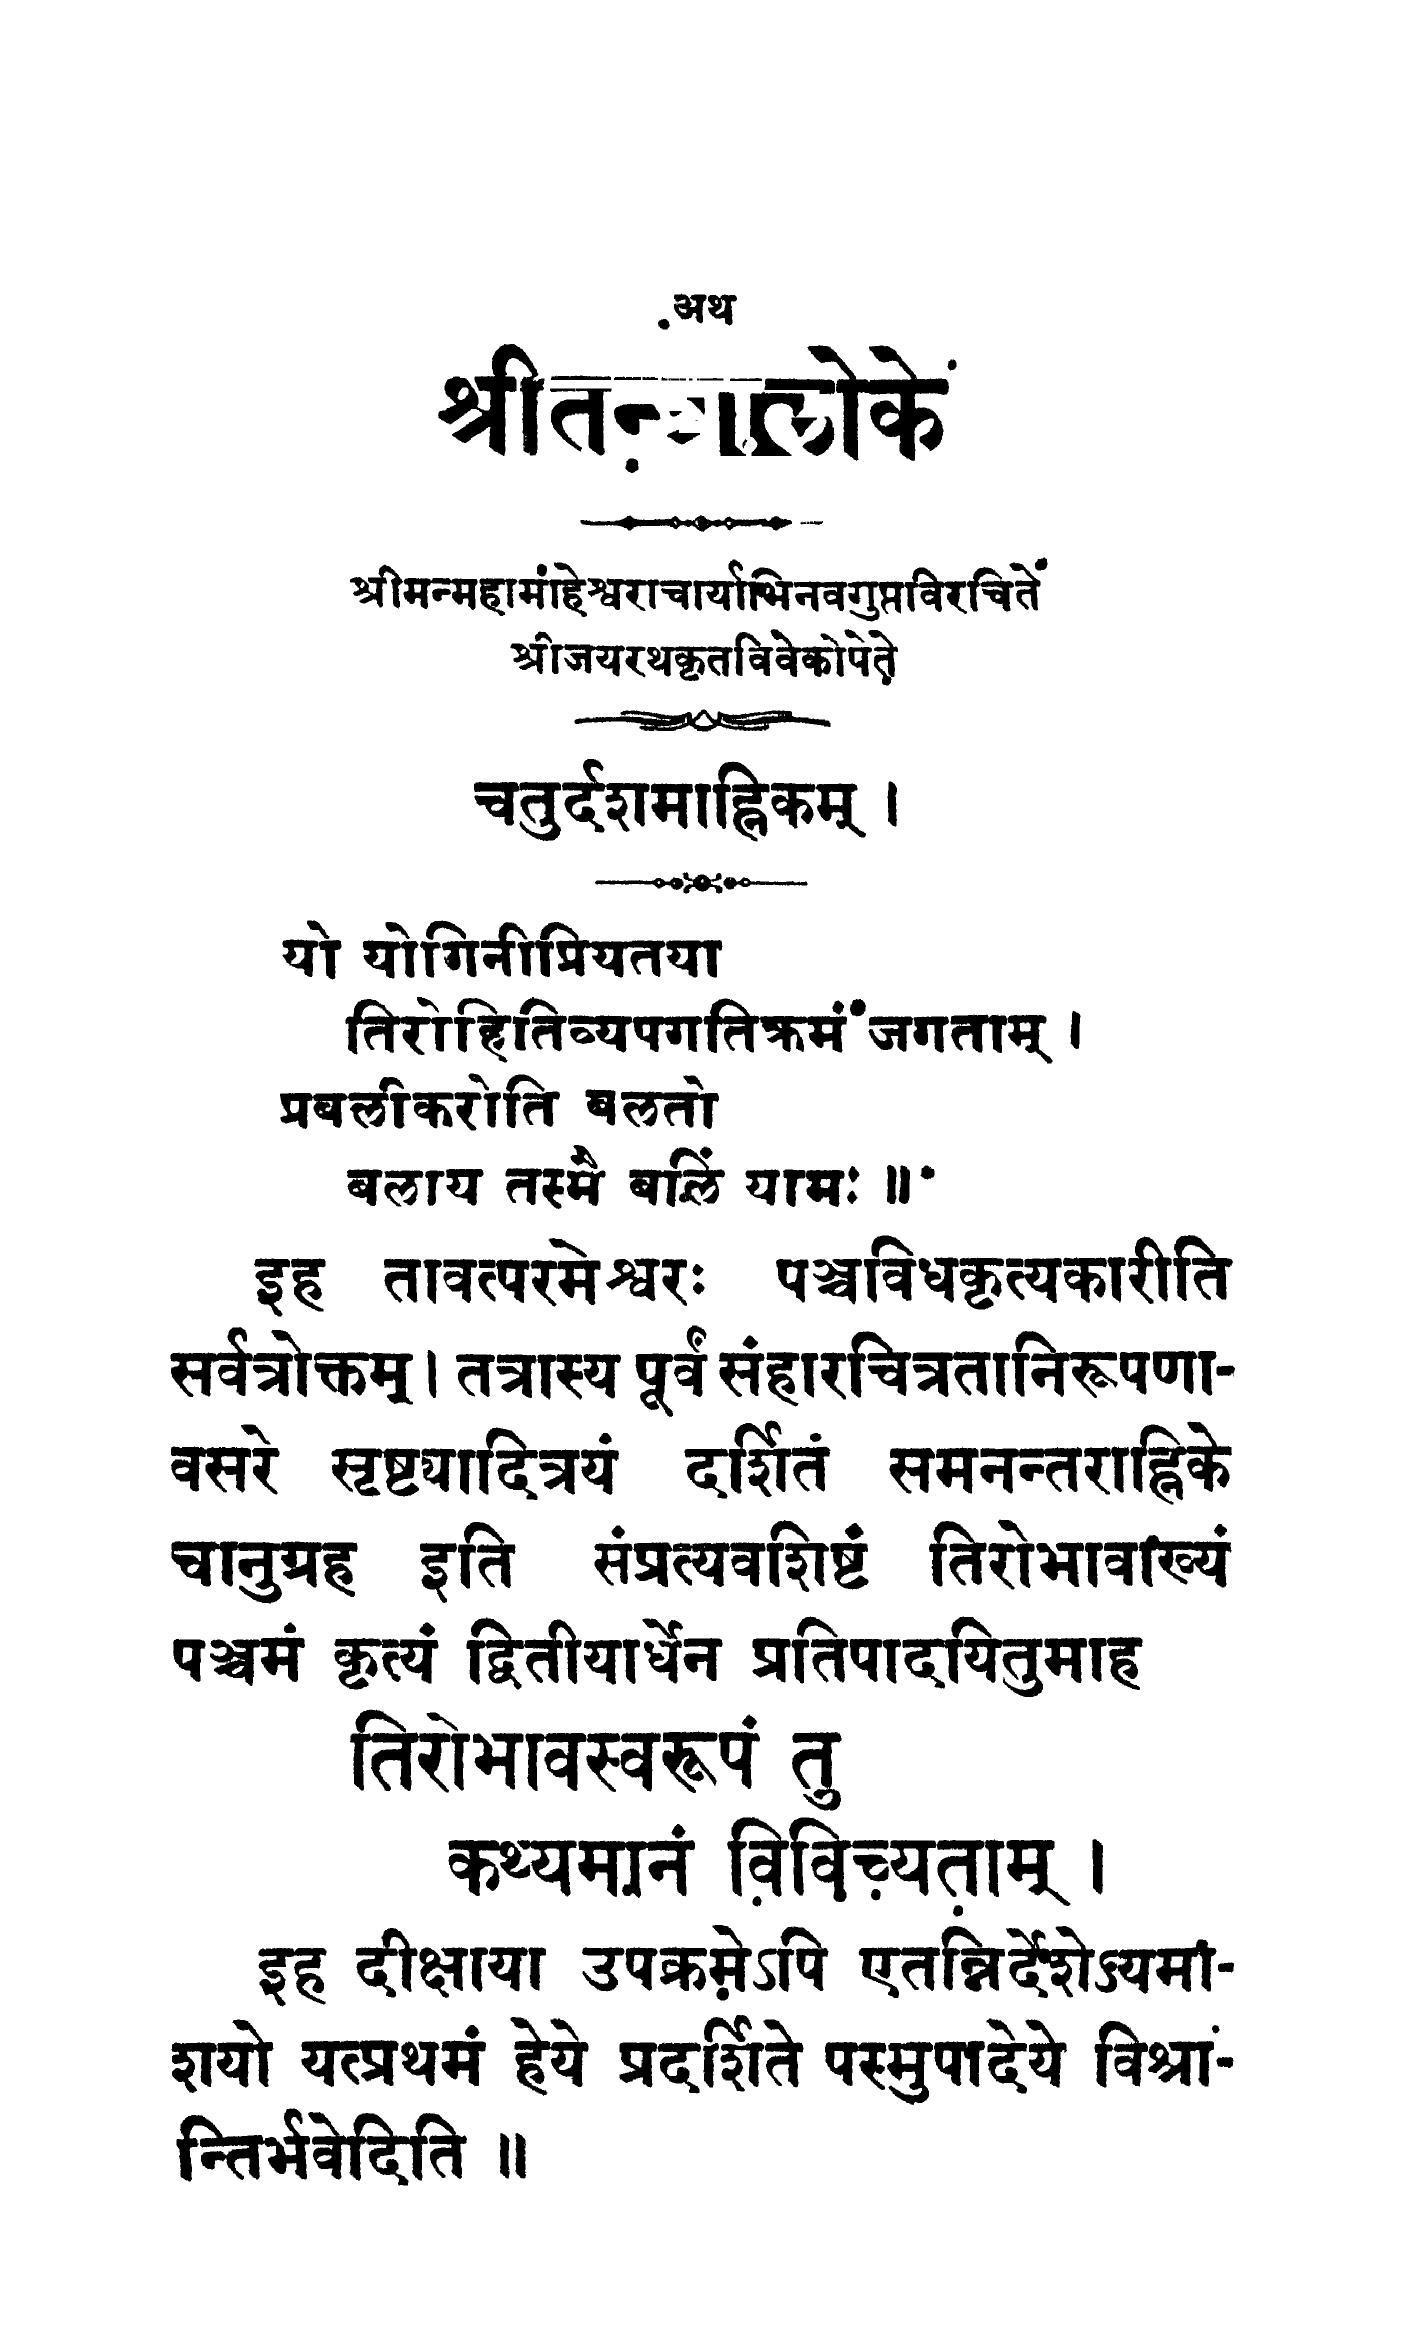 अथ
श्रीतन्त्रालोके
श्रीमन्महामाहेश्वराचार्याभिनवगुप्तविरचिते
श्रीजयरथकृतविवेकोपेते
चतुर्दशमाह्निकम् ।
यो योगिनीप्रियतया
तिरोहितिव्यपगतिक्रमं जगताम् ।
प्रबलीकरोति बलतो
बलाय तस्मै बलिं यामः ॥
इह तावत्परमेश्वरः पञ्चविधकृत्यकारीति
सर्वत्रोक्तम् । तत्रास्य पूर्वं संहारचित्रतानिरूपणा-
वसरे सृष्ट्यादित्रयं दर्शितं समनन्तराह्निके
चानुग्रह इति संप्रत्यवशिष्टं तिरोभावाख्यं
पञ्चमं कृत्यं द्वितीयार्धेन प्रतिपादयितुमाह
तिरोभावस्वरूपं तु
कथ्यमानं विविच्यताम् ।
इह दीक्षाया उपक्रमेऽपि एतन्निर्देशेऽयमा-
शयो यत्प्रथमं हेये प्रदर्शिते परमुपादेये विश्रा-
न्तिर्भवेदिति ॥